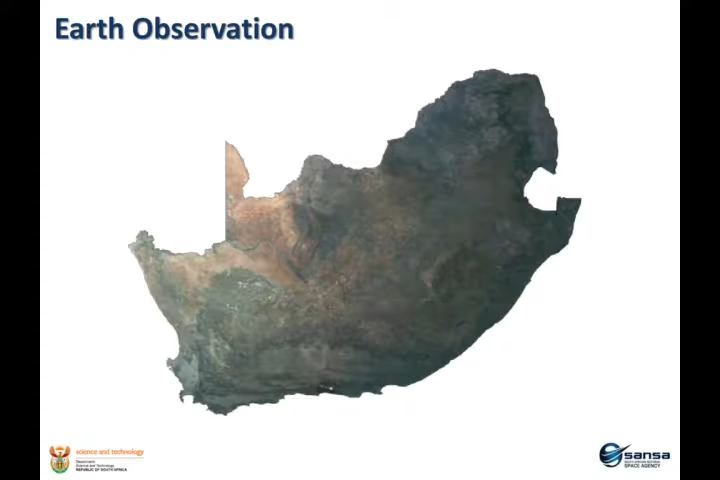 Earth Observation
science and technology
Department:
Science and Technology
REPUBLIC OF SOUTH AFRICA
sansa
SOUTH AFRICAN NATIONAL
SPACE AGENCY